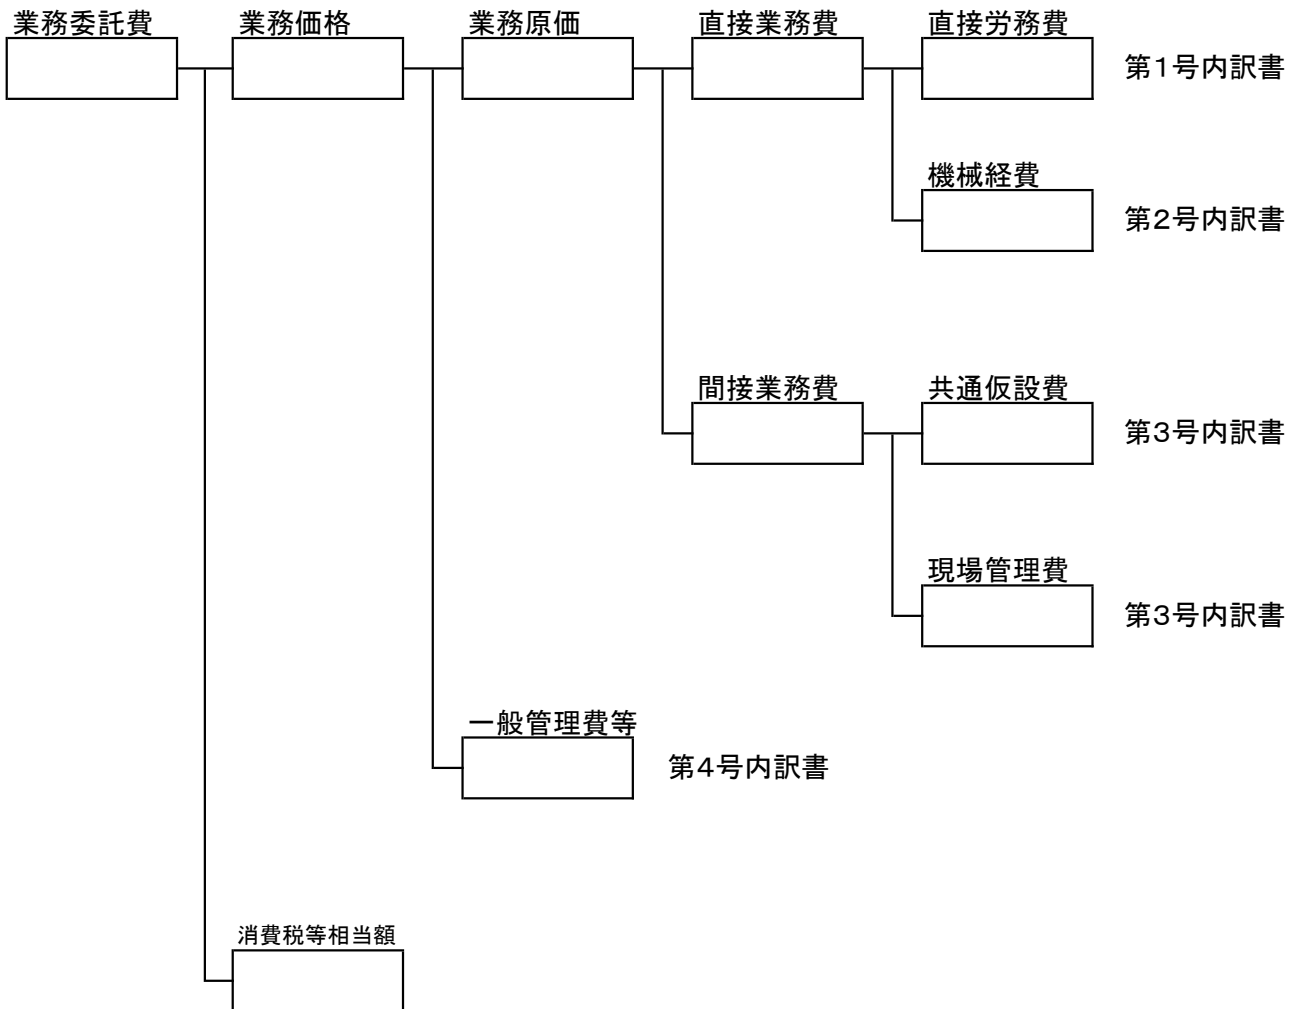 業務委託費
業務価格
業務原価
直接業務費
直接労務費
第1号内訳書
機械経費
第2号内訳書
間接業務費
共通仮設費
第3号内訳書
現場管理費
第3号内訳書
一般管理費等
第4号内訳書
消費税等相当額